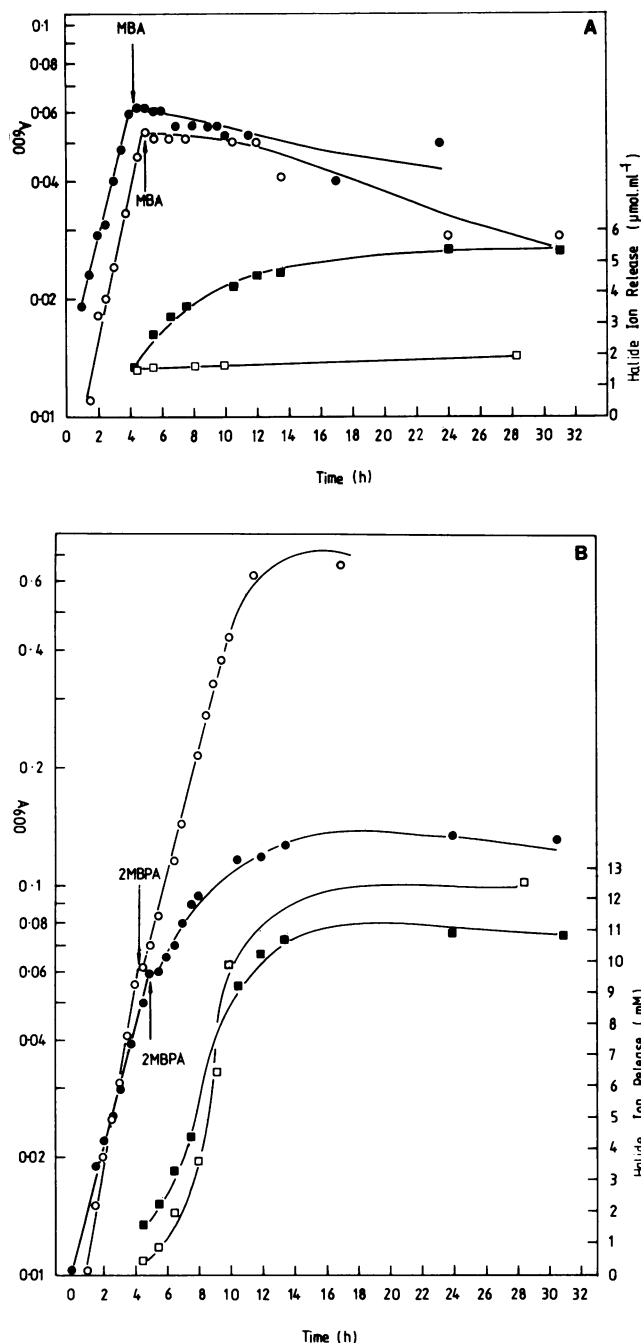 A
MBA
MBA
0·1
0·08
0·06
0·04
0·02
0·01
A600
6
5
4
3
2
1
0
Halide Ion Release (µmol.ml⁻¹)
0 2 4 6 8 10 12 14 16 18 20 22 24 26 28 30 32
Time (h)
B
2MBPA
2MBPA
0·6
0·4
0·2
0·1
0·08
0·06
0·04
0·02
0·01
A600
13
12
11
10
9
8
7
6
5
4
3
2
1
0
Halide Ion Release (mM)
0 2 4 6 8 10 12 14 16 18 20 22 24 26 28 30 32
Time (h)